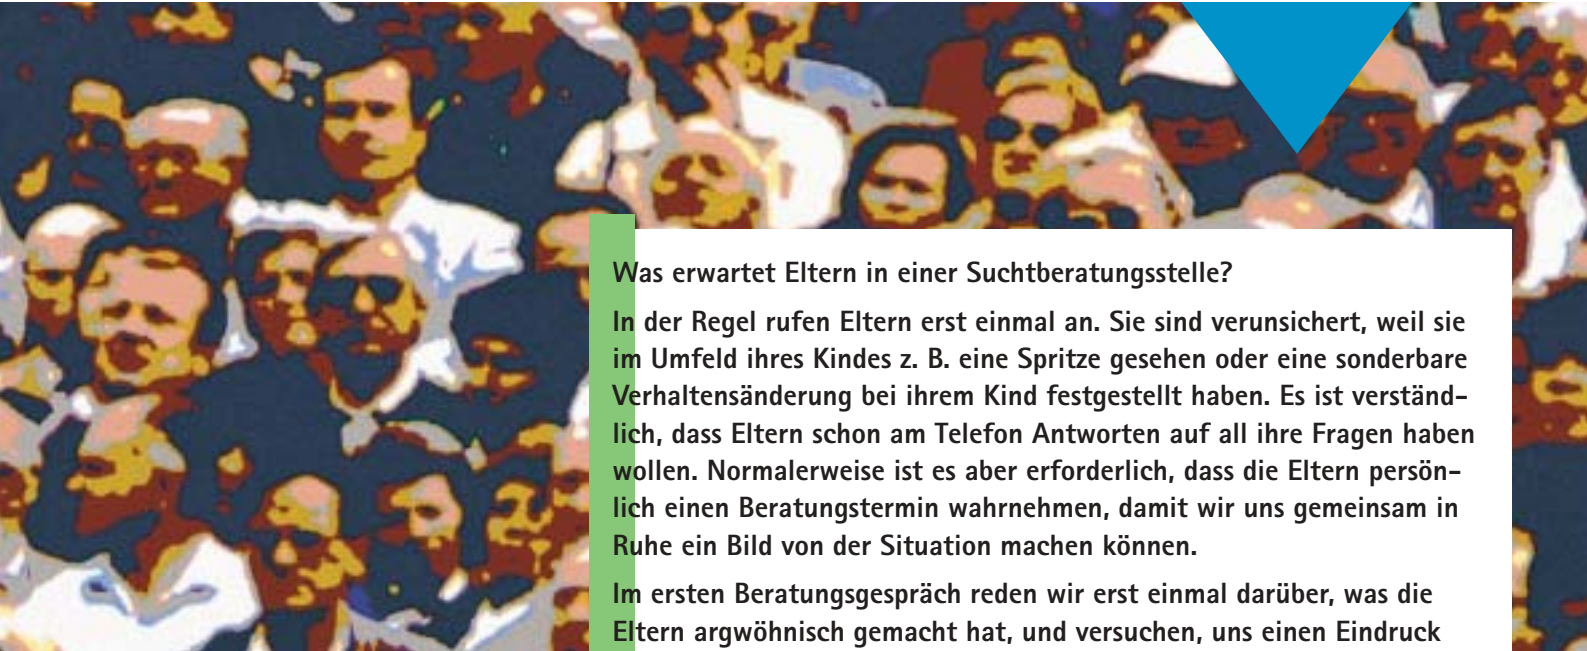 Was erwartet Eltern in einer Suchtberatungsstelle?
In der Regel rufen Eltern erst einmal an. Sie sind verunsichert, weil sie
im Umfeld ihres Kindes z. B. eine Spritze gesehen oder eine sonderbare
Verhaltensänderung bei ihrem Kind festgestellt haben. Es ist verständ-
lich, dass Eltern schon am Telefon Antworten auf all ihre Fragen haben
wollen. Normalerweise ist es aber erforderlich, dass die Eltern persön-
lich einen Beratungstermin wahrnehmen, damit wir uns gemeinsam in
Ruhe ein Bild von der Situation machen können.
Im ersten Beratungsgespräch reden wir erst einmal darüber, was die
Eltern argwöhnisch gemacht hat, und versuchen, uns einen Eindruck